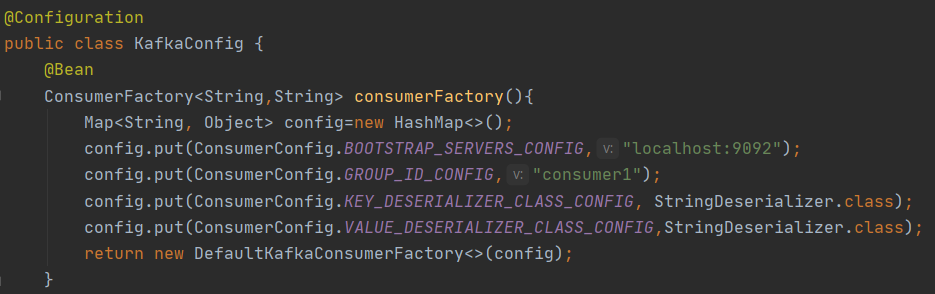 @Configuration
public class KafkaConfig {
    @Bean
    ConsumerFactory<String,String> consumerFactory(){
        Map<String, Object> config=new HashMap<>();
        config.put(ConsumerConfig.BOOTSTRAP_SERVERS_CONFIG, v: "localhost:9092");
        config.put(ConsumerConfig.GROUP_ID_CONFIG, v: "consumer1");
        config.put(ConsumerConfig.KEY_DESERIALIZER_CLASS_CONFIG, StringDeserializer.class);
        config.put(ConsumerConfig.VALUE_DESERIALIZER_CLASS_CONFIG,StringDeserializer.class);
        return new DefaultKafkaConsumerFactory<>(config);
    }